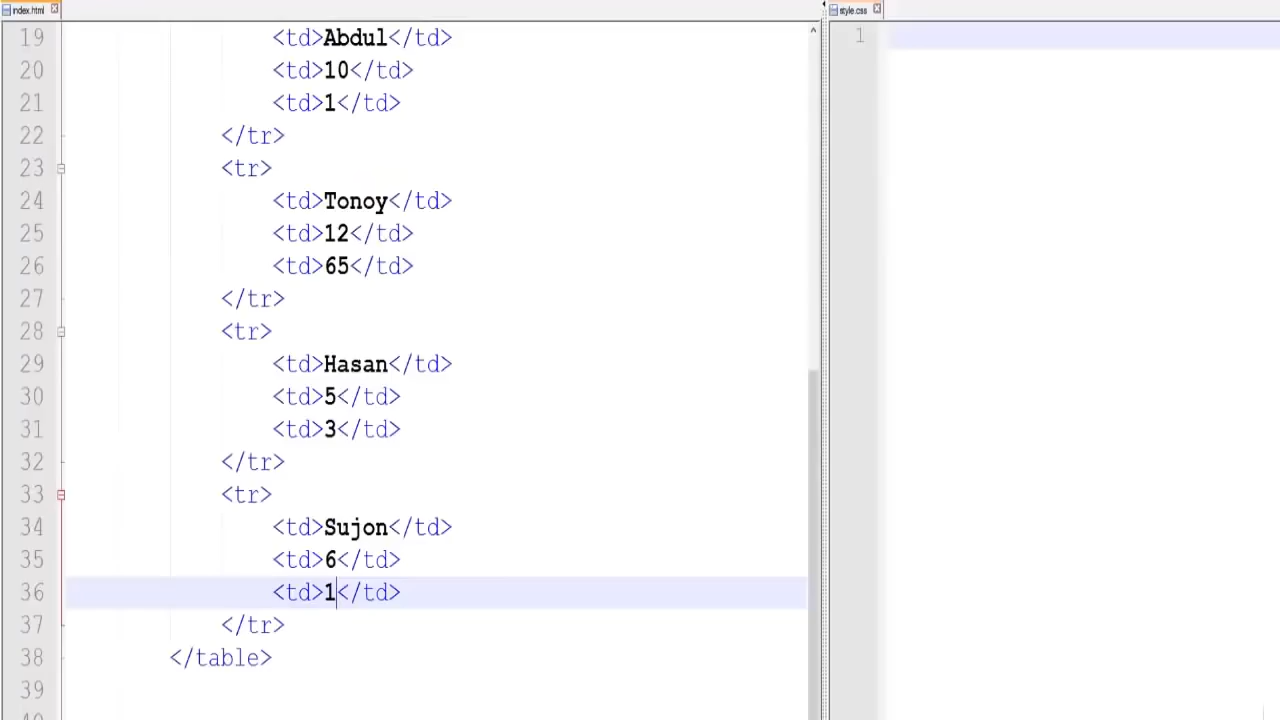 index.html
style.css
19 <td>Abdul</td>
20 <td>10</td>
21 <td>1</td>
22 </tr>
23 <tr>
24 <td>Tonoy</td>
25 <td>12</td>
26 <td>65</td>
27 </tr>
28 <tr>
29 <td>Hasan</td>
30 <td>5</td>
31 <td>3</td>
32 </tr>
33 <tr>
34 <td>Sujon</td>
35 <td>6</td>
36 <td>1</td>
37 </tr>
38 </table>
39
40
1